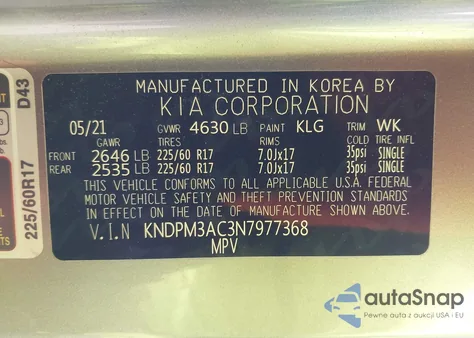 MANUFACTURED IN KOREA BY
KIA CORPORATION
05/21 GVWR 4630 LB PAINT KLG TRIM WK
GAWR TIRES RIMS COLD TIRE INFL
FRONT 2646 LB 225/60 R17 7.0Jx17 35psi SINGLE
REAR 2535 LB 225/60 R17 7.0Jx17 35psi SINGLE
THIS VEHICLE CONFORMS TO ALL APPLICABLE U.S.A. FEDERAL
MOTOR VEHICLE SAFETY AND THEFT PREVENTION STANDARDS
IN EFFECT ON THE DATE OF MANUFACTURE SHOWN ABOVE.
V.I.N KNDPM3AC3N7977368
MPV
D43
225/60R17
autoSnap
Pewne auta z aukcji USA i EU